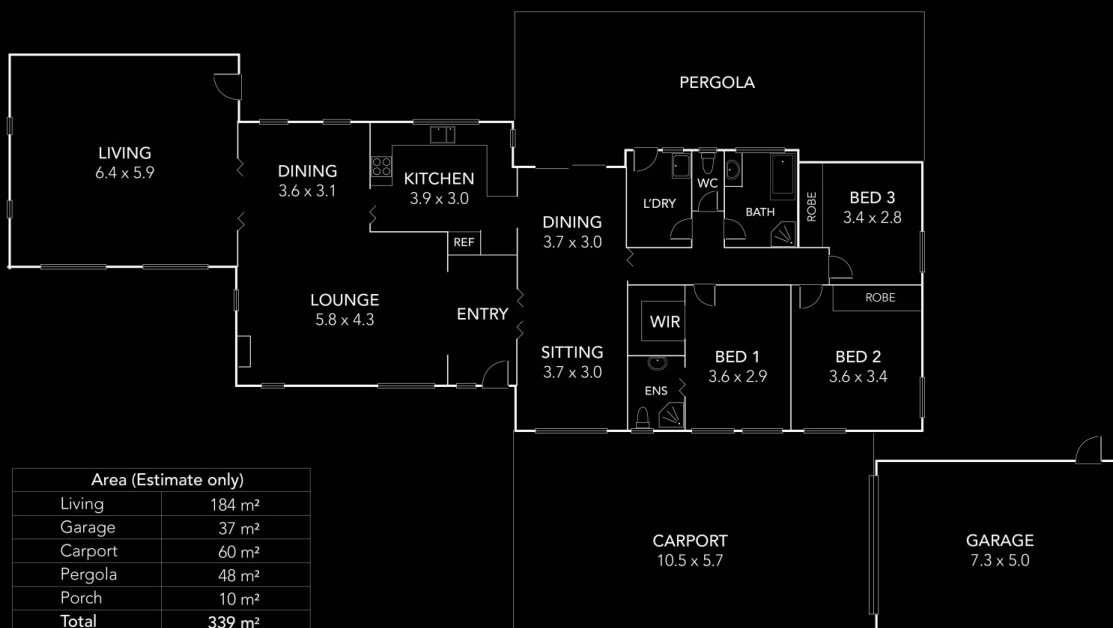 PERGOLA
LIVING
6.4 x 5.9
DINING
3.6 x 3.1
KITCHEN
3.9 x 3.0
REF
DINING
3.7 x 3.0
L'DRY
WC
BATH
ROBE
BED 3
3.4 x 2.8
LOUNGE
5.8 x 4.3
ENTRY
SITTING
3.7 x 3.0
WIR
ENS
BED 1
3.6 x 2.9
ROBE
BED 2
3.6 x 3.4
CARPORT
10.5 x 5.7
GARAGE
7.3 x 5.0
Area (Estimate only)
Living 184 m²
Garage 37 m²
Carport 60 m²
Pergola 48 m²
Porch 10 m²
Total 339 m²